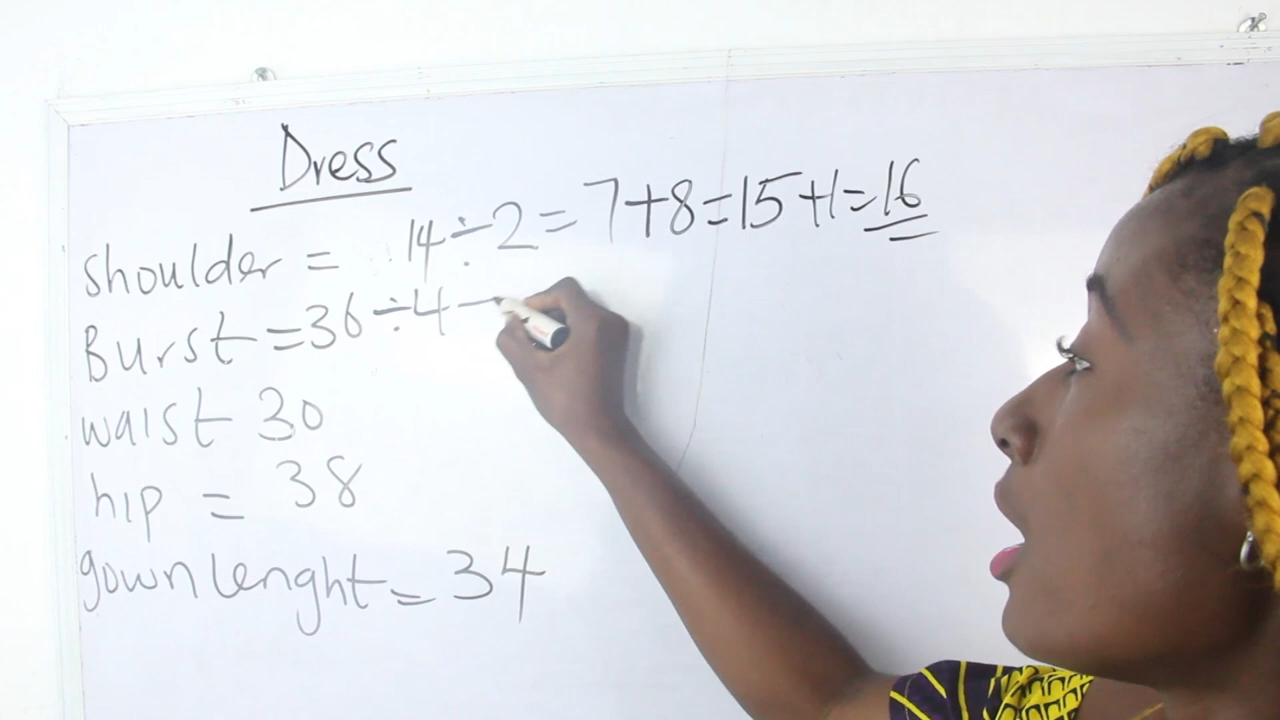 Dress
shoulder = 14 ÷ 2 = 7+8=15+1=16
Burst =36 ÷4 -
waist 30
hip = 38
gown lenght = 34